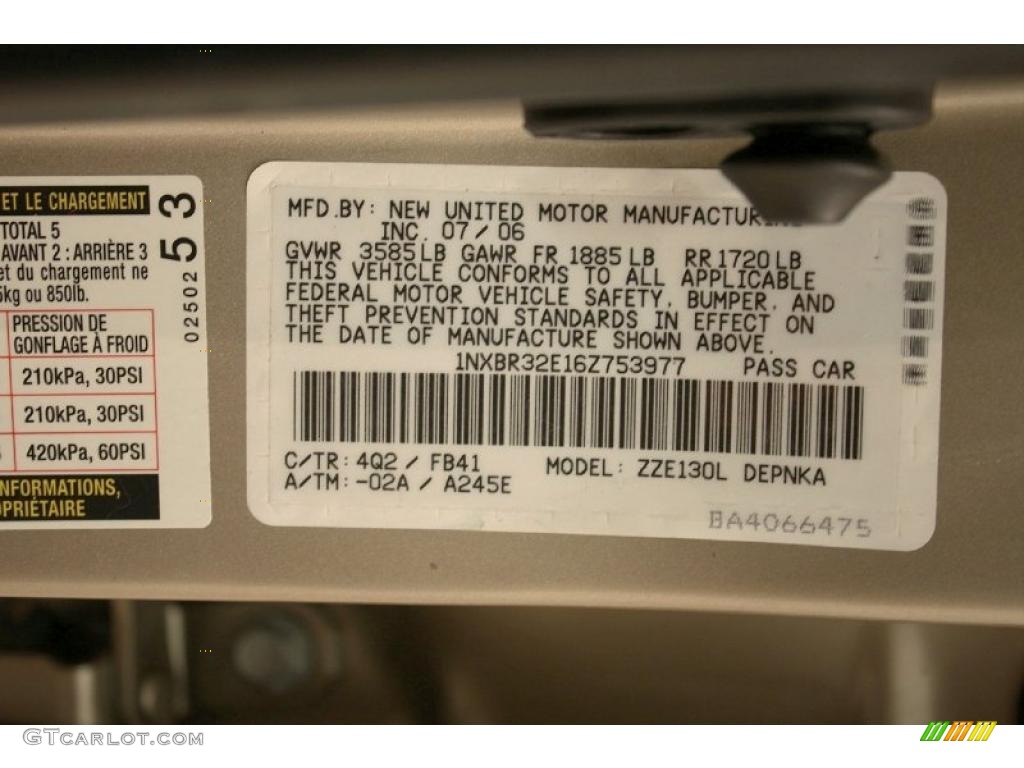 ET LE CHARGEMENT
TOTAL 5
AVANT 2 : ARRIÈRE 3
et du chargement ne
5kg ou 850lb.
PRESSION DE
GONFLAGE À FROID
210kPa, 30PSI
210kPa, 30PSI
420kPa, 60PSI
NFORMATIONS,
OPRIÉTAIRE
53
02502
MFD.BY: NEW UNITED MOTOR MANUFACTURING
INC. 07/06
GVWR 3585LB GAWR FR 1885LB RR1720LB
THIS VEHICLE CONFORMS TO ALL APPLICABLE
FEDERAL MOTOR VEHICLE SAFETY, BUMPER, AND
THEFT PREVENTION STANDARDS IN EFFECT ON
THE DATE OF MANUFACTURE SHOWN ABOVE.
1NXBR32E16Z753977 PASS CAR
C/TR: 4Q2 / FB41 MODEL: ZZE130L DEPNKA
A/TM: -02A / A245E
BA4066475
GTCARLOT.COM